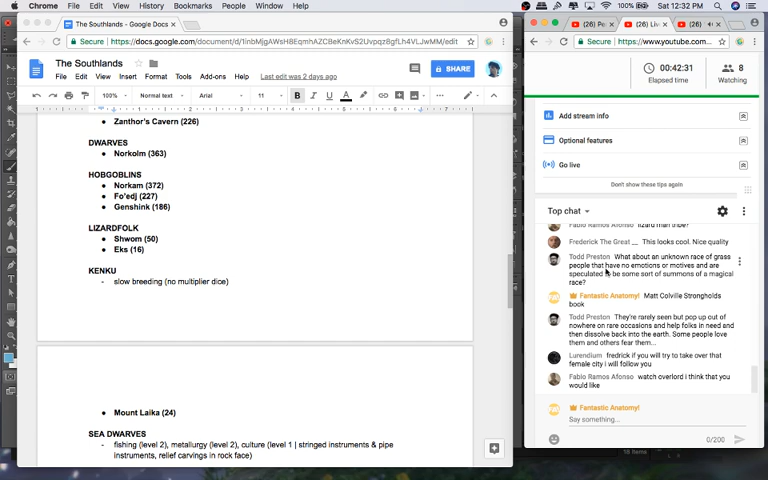 Chrome File Edit View History Bookmarks People Window Help
100% Sat 12:32 PM
The Southlands - Google Docs
Secure https://docs.google.com/document/d/1inbMjgAWsH8EqmhAZCBeKnKvS2Uvpqz8gfLh4VLJwMM/edit
The Southlands
File Edit View Insert Format Tools Add-ons Help Last edit was 2 days ago
SHARE
100% Normal text Arial 11 B I U A
Zanthor's Cavern (226)
DWARVES
Norkolm (363)
HOBGOBLINS
Norkam (372)
Fo'edj (227)
Genshink (186)
LIZARDFOLK
Shwom (50)
Eks (16)
KENKU
- slow breeding (no multiplier dice)
Mount Laika (24)
SEA DWARVES
- fishing (level 2), metallurgy (level 2), culture (level 1 | stringed instruments & pipe
instruments, relief carvings in rock face)
Secure https://www.youtube.com...
00:42:31
Elapsed time
8
Watching
Add stream info
Optional features
Go live
Don't show these tips again
Top chat
Fabio Ramos Afonso lizard man tribe?
Frederick The Great __ This looks cool. Nice quality
Todd Preston What about an unknown race of grass
people that have no emotions or motives and are
speculated to be some sort of summons of a magical
race?
Fantastic Anatomy! Matt Colville Strongholds
book
Todd Preston They're rarely seen but pop up out of
nowhere on rare occasions and help folks in need and
then dissolve back into the earth. Some people love
them and others fear them...
Lurendium fredrick if you will try to take over that
female city i will follow you
Fabio Ramos Afonso watch overlord i think that you
would like
Fantastic Anatomy!
Say something...
0/200